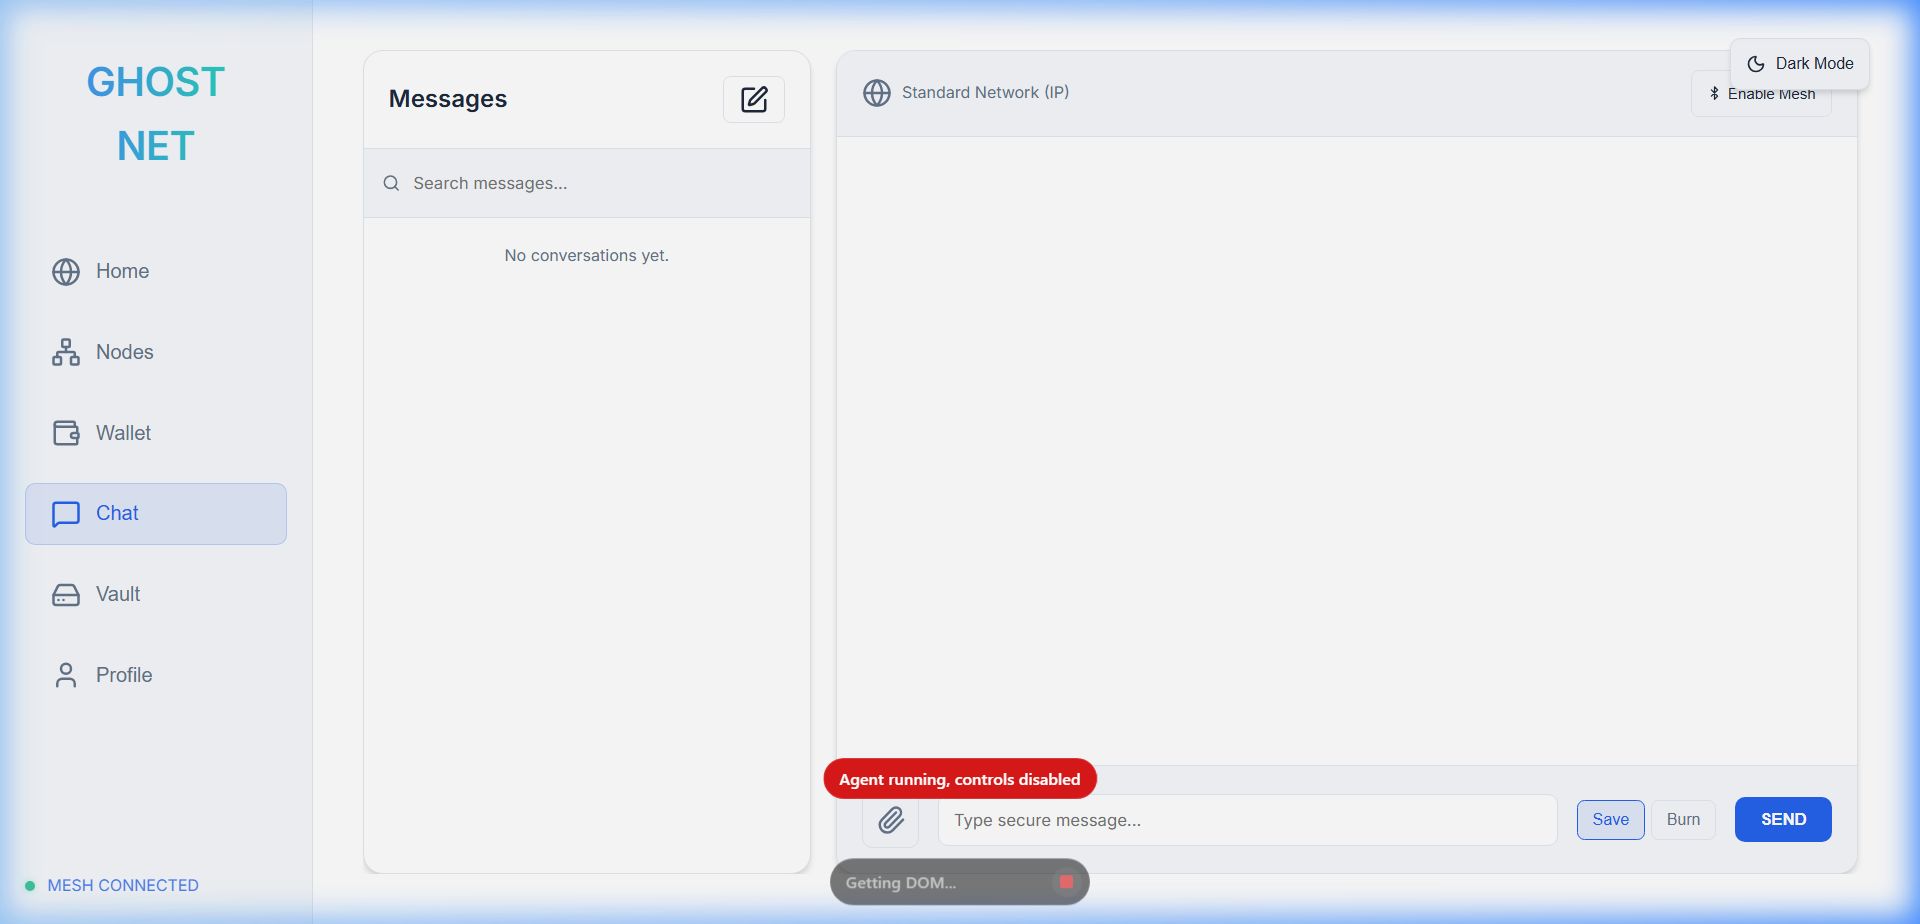 GHOST
NET
Home
Nodes
Wallet
Chat
Vault
Profile
MESH CONNECTED
Messages
Search messages...
No conversations yet.
Standard Network (IP)
Dark Mode
Enable Mesh
Agent running, controls disabled
Type secure message...
Save
Burn
SEND
Getting DOM...